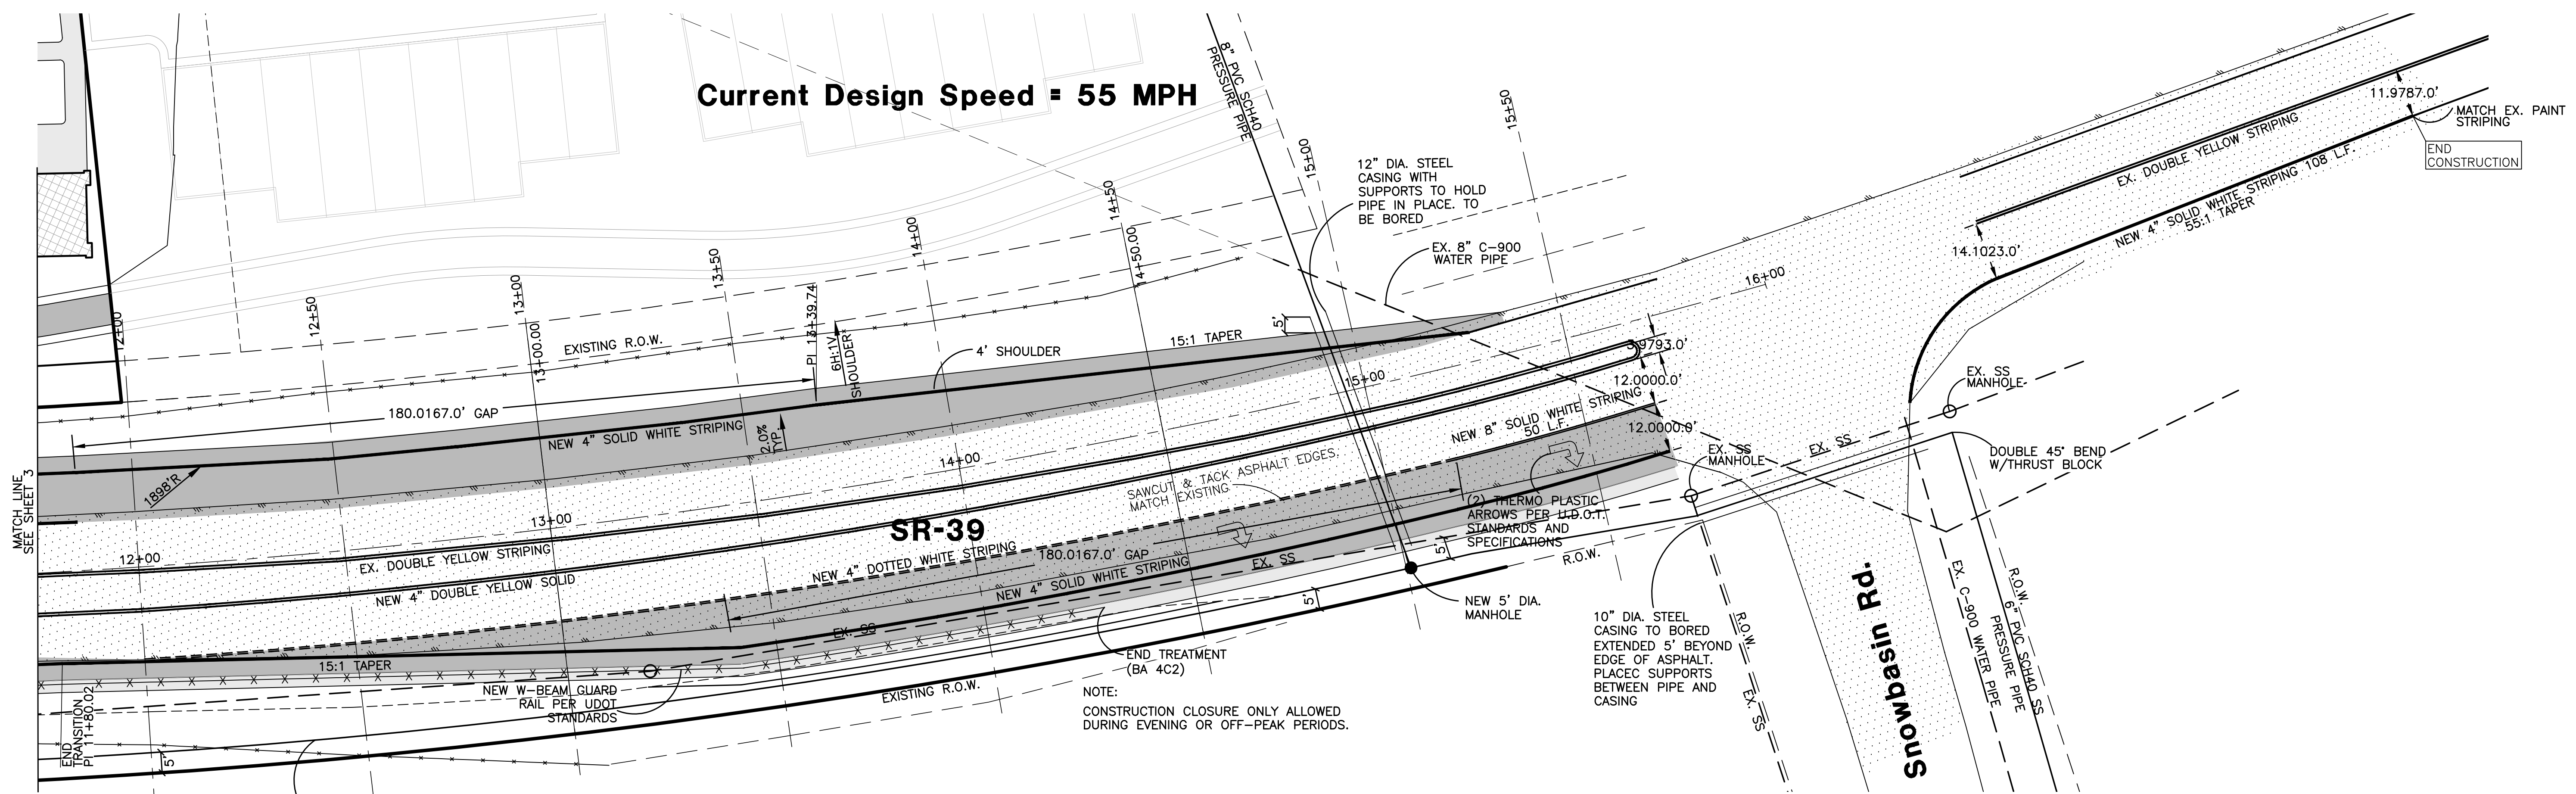 Current Design Speed = 55 MPH
8" PVC SCH40
PRESSURE PIPE
15+00
15+50
12" DIA. STEEL
CASING WITH
SUPPORTS TO HOLD
PIPE IN PLACE. TO
BE BORED
EX. 8" C-900
WATER PIPE
11.9787.0'
MATCH EX. PAINT
STRIPING
END
CONSTRUCTION
EX. DOUBLE YELLOW STRIPING
NEW 4" SOLID WHITE STRIPING 108 L.F.
55:1 TAPER
14.1023.0'
16+00
12+00
12+50
13+00
13+00.00
13+50
PI 13+39.74
6H:1V
SHOULDER
14+00
14+50
14+50.00
EXISTING R.O.W.
4' SHOULDER
15:1 TAPER
5'
3.9793.0'
12.0000.0'
12.0000.0'
15+00
180.0167.0' GAP
NEW 4" SOLID WHITE STRIPING
2.0%
TYP.
1898'R
MATCH LINE
SEE SHEET 3
NEW 8" SOLID WHITE STRIPING
50 L.F.
14+00
SAWCUT & TACK ASPHALT EDGES
MATCH EXISTING
EX. SS
MANHOLE
EX. SS
EX. SS
MANHOLE
DOUBLE 45° BEND
W/THRUST BLOCK
(2) THERMO PLASTIC
ARROWS PER U.D.O.T.
STANDARDS AND
SPECIFICATIONS
13+00
SR-39
12+00
EX. DOUBLE YELLOW STRIPING
NEW 4" DOUBLE YELLOW SOLID
NEW 4" DOTTED WHITE STRIPING
180.0167.0' GAP
NEW 4" SOLID WHITE STRIPING
EX. SS
5'
R.O.W.
EX. SS
5'
NEW 5' DIA.
MANHOLE
15:1 TAPER
END
TRANSITION
PI 11+80.02
5'
NEW W-BEAM GUARD
RAIL PER UDOT
STANDARDS
END TREATMENT
(BA 4C2)
EXISTING R.O.W.
NOTE:
CONSTRUCTION CLOSURE ONLY ALLOWED
DURING EVENING OR OFF-PEAK PERIODS.
10" DIA. STEEL
CASING TO BORED
EXTENDED 5' BEYOND
EDGE OF ASPHALT.
PLACEC SUPPORTS
BETWEEN PIPE AND
CASING
R.O.W.
EX. SS
Snowbasin Rd.
EX. C-900 WATER PIPE
6" PVC SCH40 SS
PRESSURE PIPE
R.O.W.